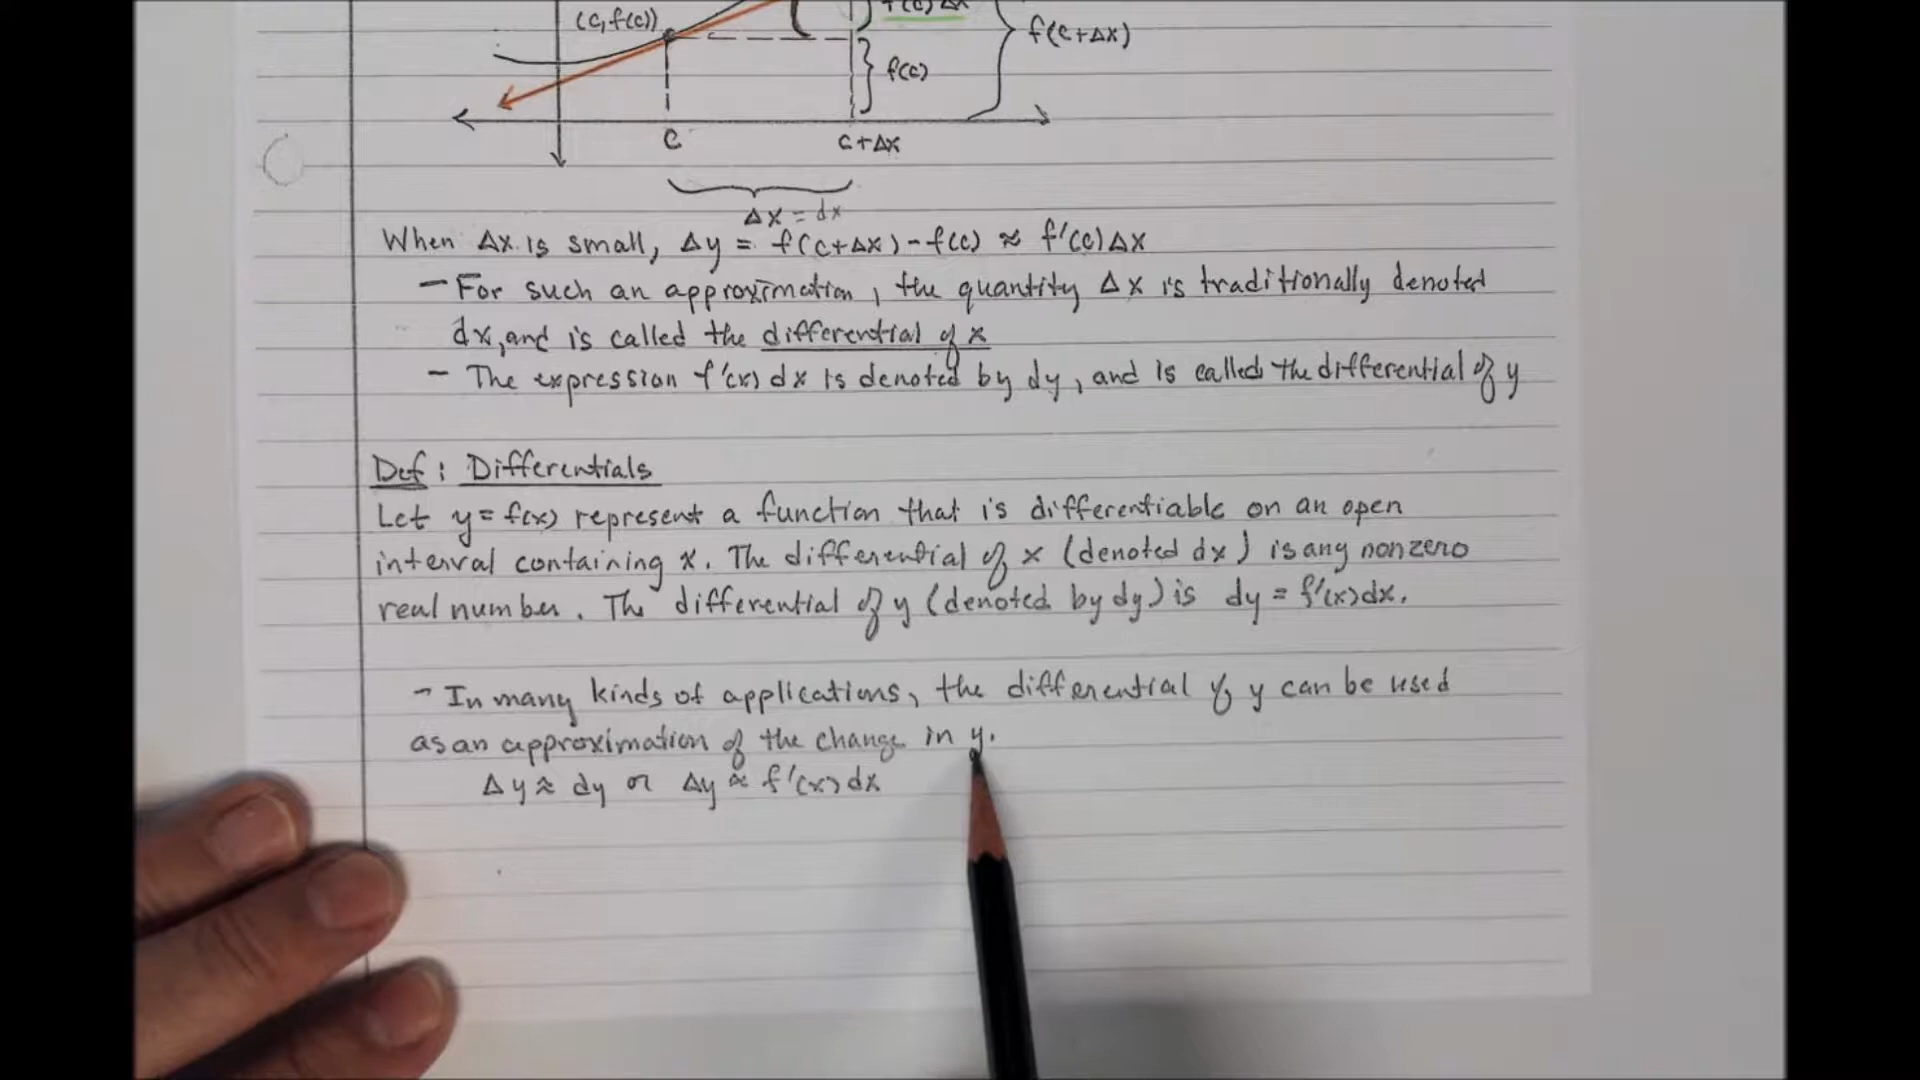 (c, f(c))
f'(c) Δx
f(c+Δx)
f(c)
c
c+Δx
Δx = dx
When Δx is small, Δy = f(c+Δx) - f(c) ≈ f'(c)Δx
- For such an approximation, the quantity Δx is traditionally denoted
dx, and is called the differential of x
- The expression f'(x) dx is denoted by dy, and is called the differential of y
Def: Differentials
Let y = f(x) represent a function that is differentiable on an open
interval containing x. The differential of x (denoted dx) is any nonzero
real number. The differential of y (denoted by dy) is dy = f'(x)dx.
- In many kinds of applications, the differential of y can be used
as an approximation of the change in y.
Δy ≈ dy or Δy ≈ f'(x) dx